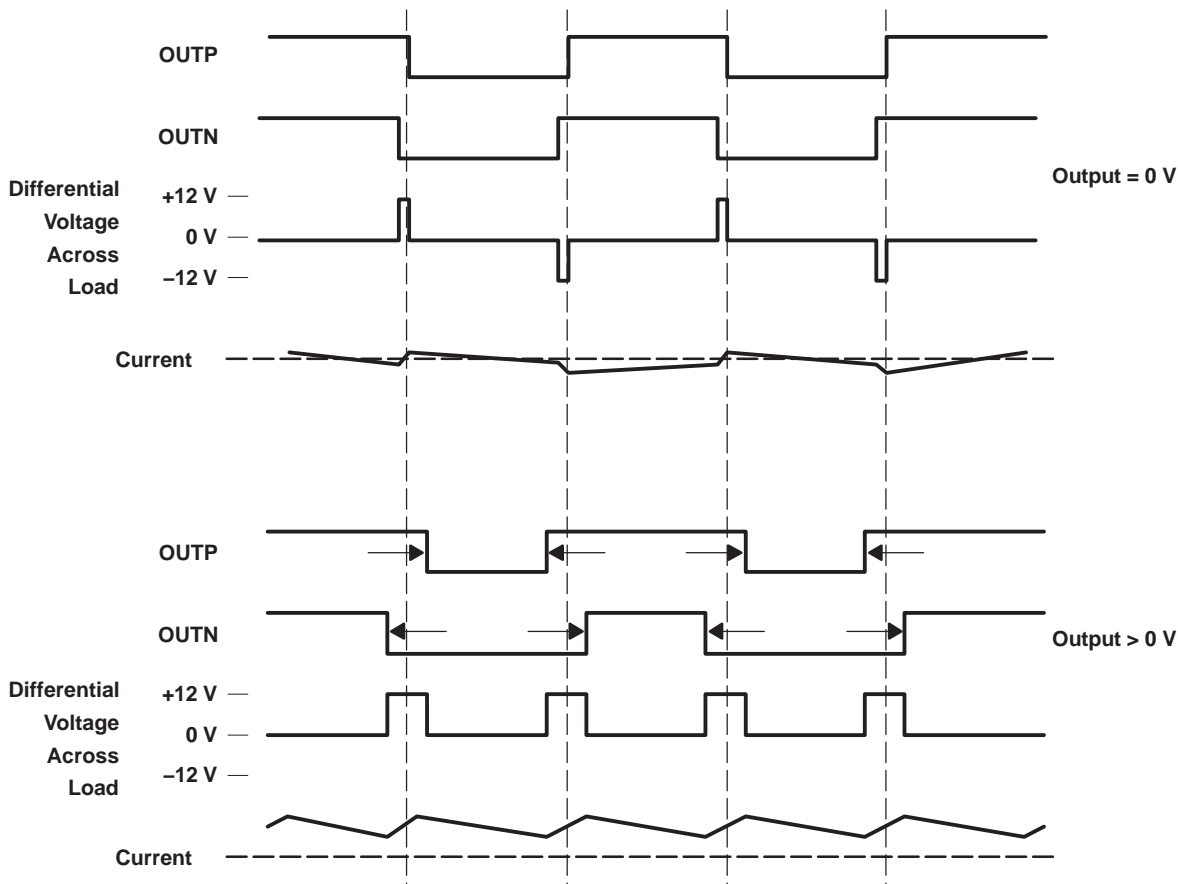 OUTP
OUTN
Output = 0 V
Differential
Voltage
Across
Load
+12 V
0 V
–12 V
Current
OUTP
OUTN
Output > 0 V
Differential
Voltage
Across
Load
+12 V
0 V
–12 V
Current